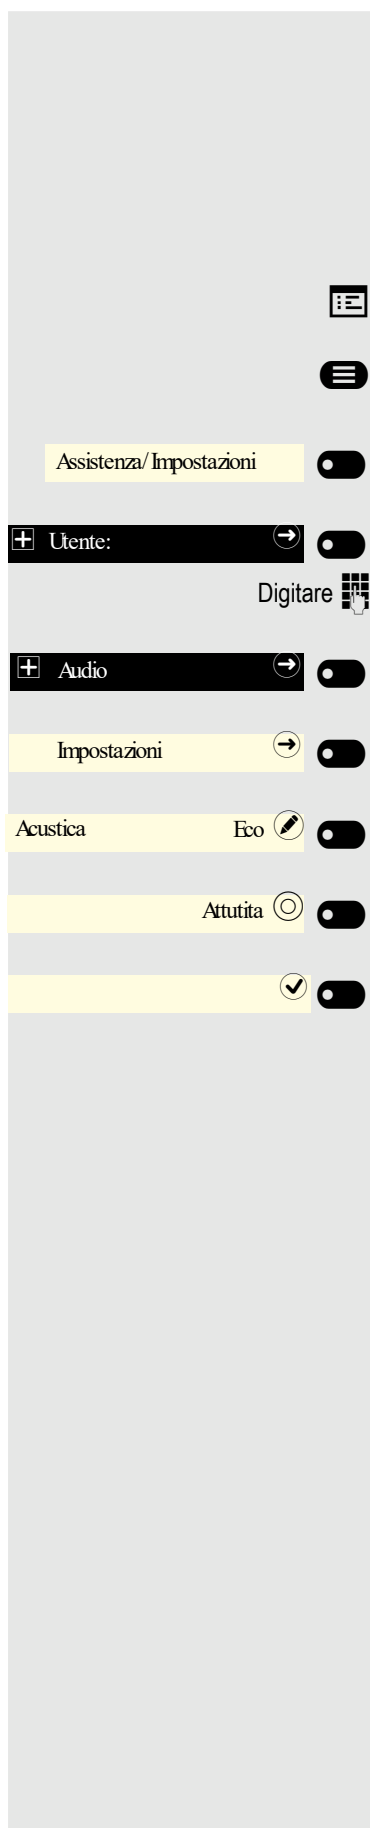 Assistenza/Impostazioni
Utente:
Digitare
Audio
Impostazioni
Acustica Eco
Attutita